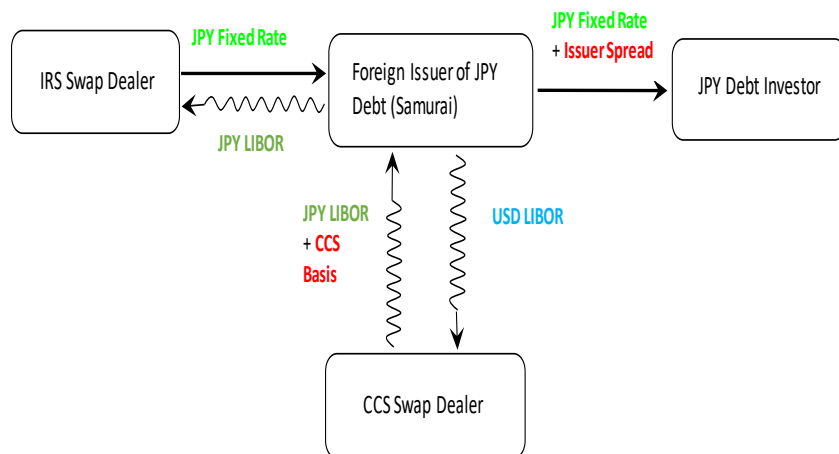 JPY Fixed Rate
IRS Swap Dealer
JPY LIBOR
Foreign Issuer of JPY
Debt (Samurai)
JPY Fixed Rate
+ Issuer Spread
JPY Debt Investor
JPY LIBOR
+ CCS
Basis
USD LIBOR
CCS Swap Dealer